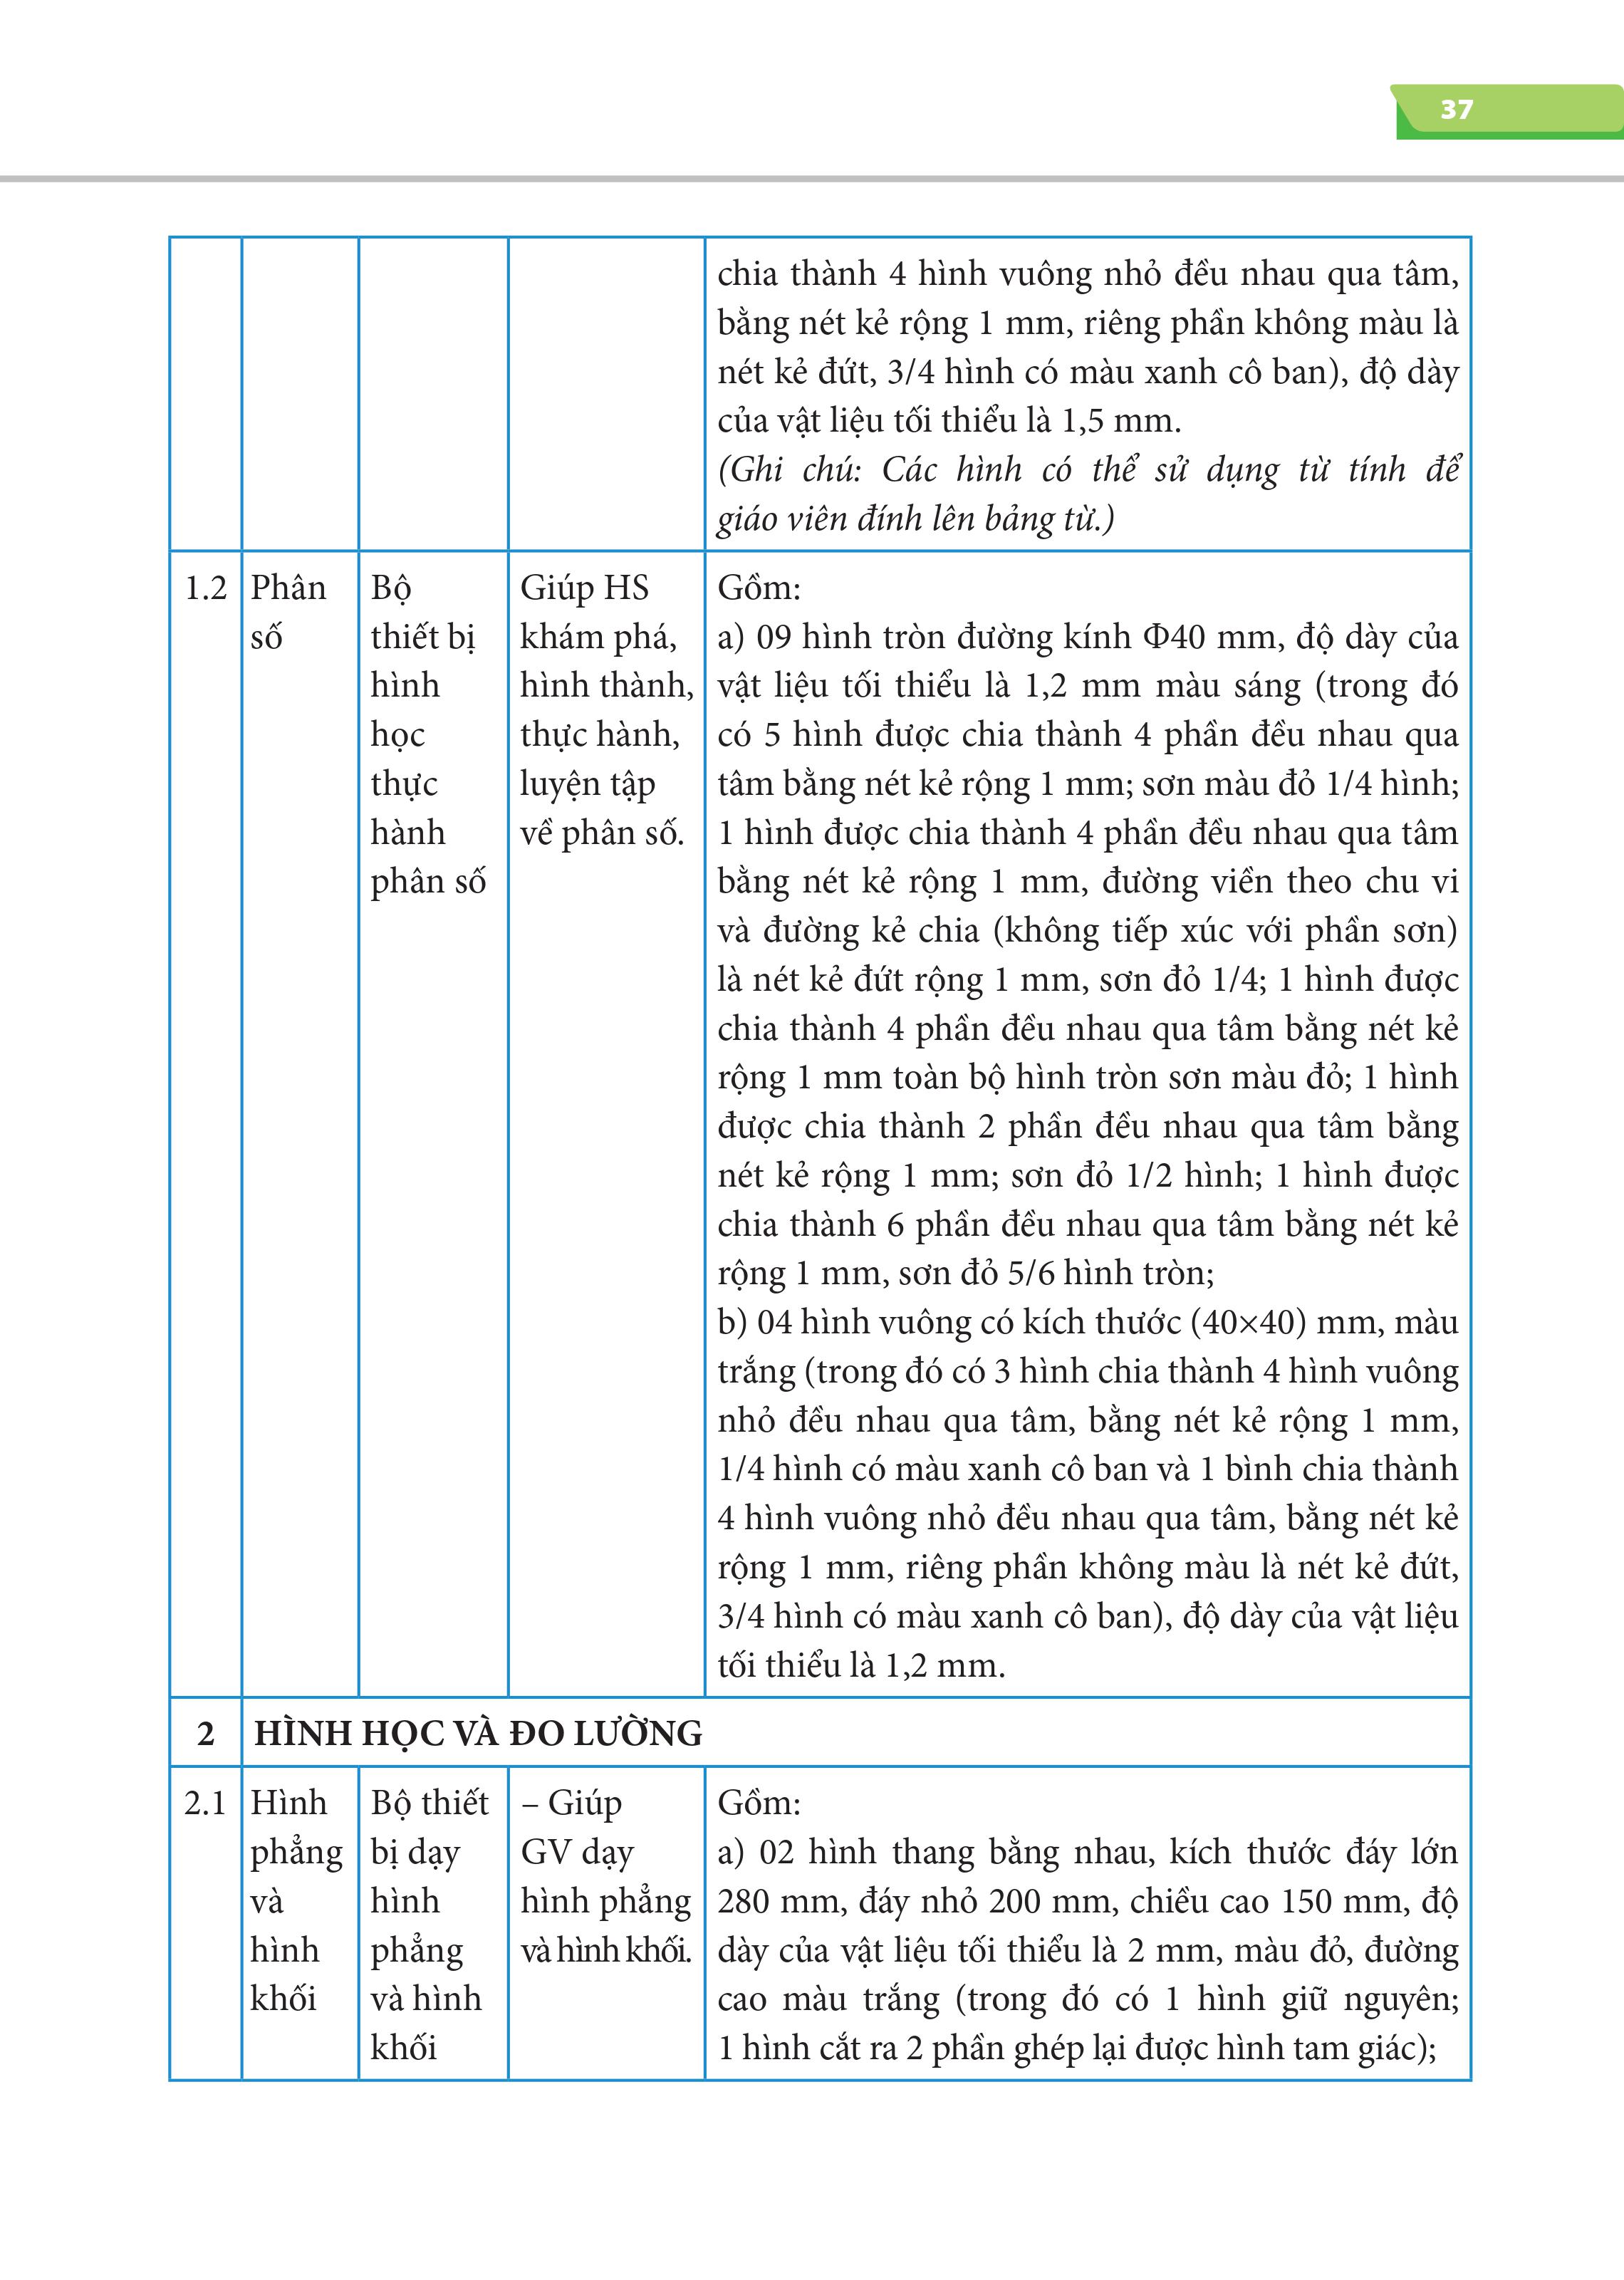 37
chia thành 4 hình vuông nhỏ đều nhau qua tâm,
bằng nét kẻ rộng 1 mm, riêng phần không màu là
nét kẻ đứt, 3/4 hình có màu xanh cô ban), độ dày
của vật liệu tối thiểu là 1,5 mm.
(Ghi chú: Các hình có thể sử dụng từ tính để
giáo viên đính lên bảng từ.)
1.2
Phân
số
Bộ
thiết bị
hình
học
thực
hành
phân số
Giúp HS
khám phá,
hình thành,
thực hành,
luyện tập
về phân số.
Gồm:
a) 09 hình tròn đường kính Φ40 mm, độ dày của
vật liệu tối thiểu là 1,2 mm màu sáng (trong đó
có 5 hình được chia thành 4 phần đều nhau qua
tâm bằng nét kẻ rộng 1 mm; sơn màu đỏ 1/4 hình;
1 hình được chia thành 4 phần đều nhau qua tâm
bằng nét kẻ rộng 1 mm, đường viền theo chu vi
và đường kẻ chia (không tiếp xúc với phần sơn)
là nét kẻ đứt rộng 1 mm, sơn đỏ 1/4; 1 hình được
chia thành 4 phần đều nhau qua tâm bằng nét kẻ
rộng 1 mm toàn bộ hình tròn sơn màu đỏ; 1 hình
được chia thành 2 phần đều nhau qua tâm bằng
nét kẻ rộng 1 mm; sơn đỏ 1/2 hình; 1 hình được
chia thành 6 phần đều nhau qua tâm bằng nét kẻ
rộng 1 mm, sơn đỏ 5/6 hình tròn;
b) 04 hình vuông có kích thước (40×40) mm, màu
trắng (trong đó có 3 hình chia thành 4 hình vuông
nhỏ đều nhau qua tâm, bằng nét kẻ rộng 1 mm,
1/4 hình có màu xanh cô ban và 1 bình chia thành
4 hình vuông nhỏ đều nhau qua tâm, bằng nét kẻ
rộng 1 mm, riêng phần không màu là nét kẻ đứt,
3/4 hình có màu xanh cô ban), độ dày của vật liệu
tối thiểu là 1,2 mm.
2
HÌNH HỌC VÀ ĐO LƯỜNG
2.1
Hình
phẳng
và
hình
khối
Bộ thiết
bị dạy
hình
phẳng
và hình
khối
– Giúp
GV dạy
hình phẳng
và hình khối.
Gồm:
a) 02 hình thang bằng nhau, kích thước đáy lớn
280 mm, đáy nhỏ 200 mm, chiều cao 150 mm, độ
dày của vật liệu tối thiểu là 2 mm, màu đỏ, đường
cao màu trắng (trong đó có 1 hình giữ nguyên;
1 hình cắt ra 2 phần ghép lại được hình tam giác);